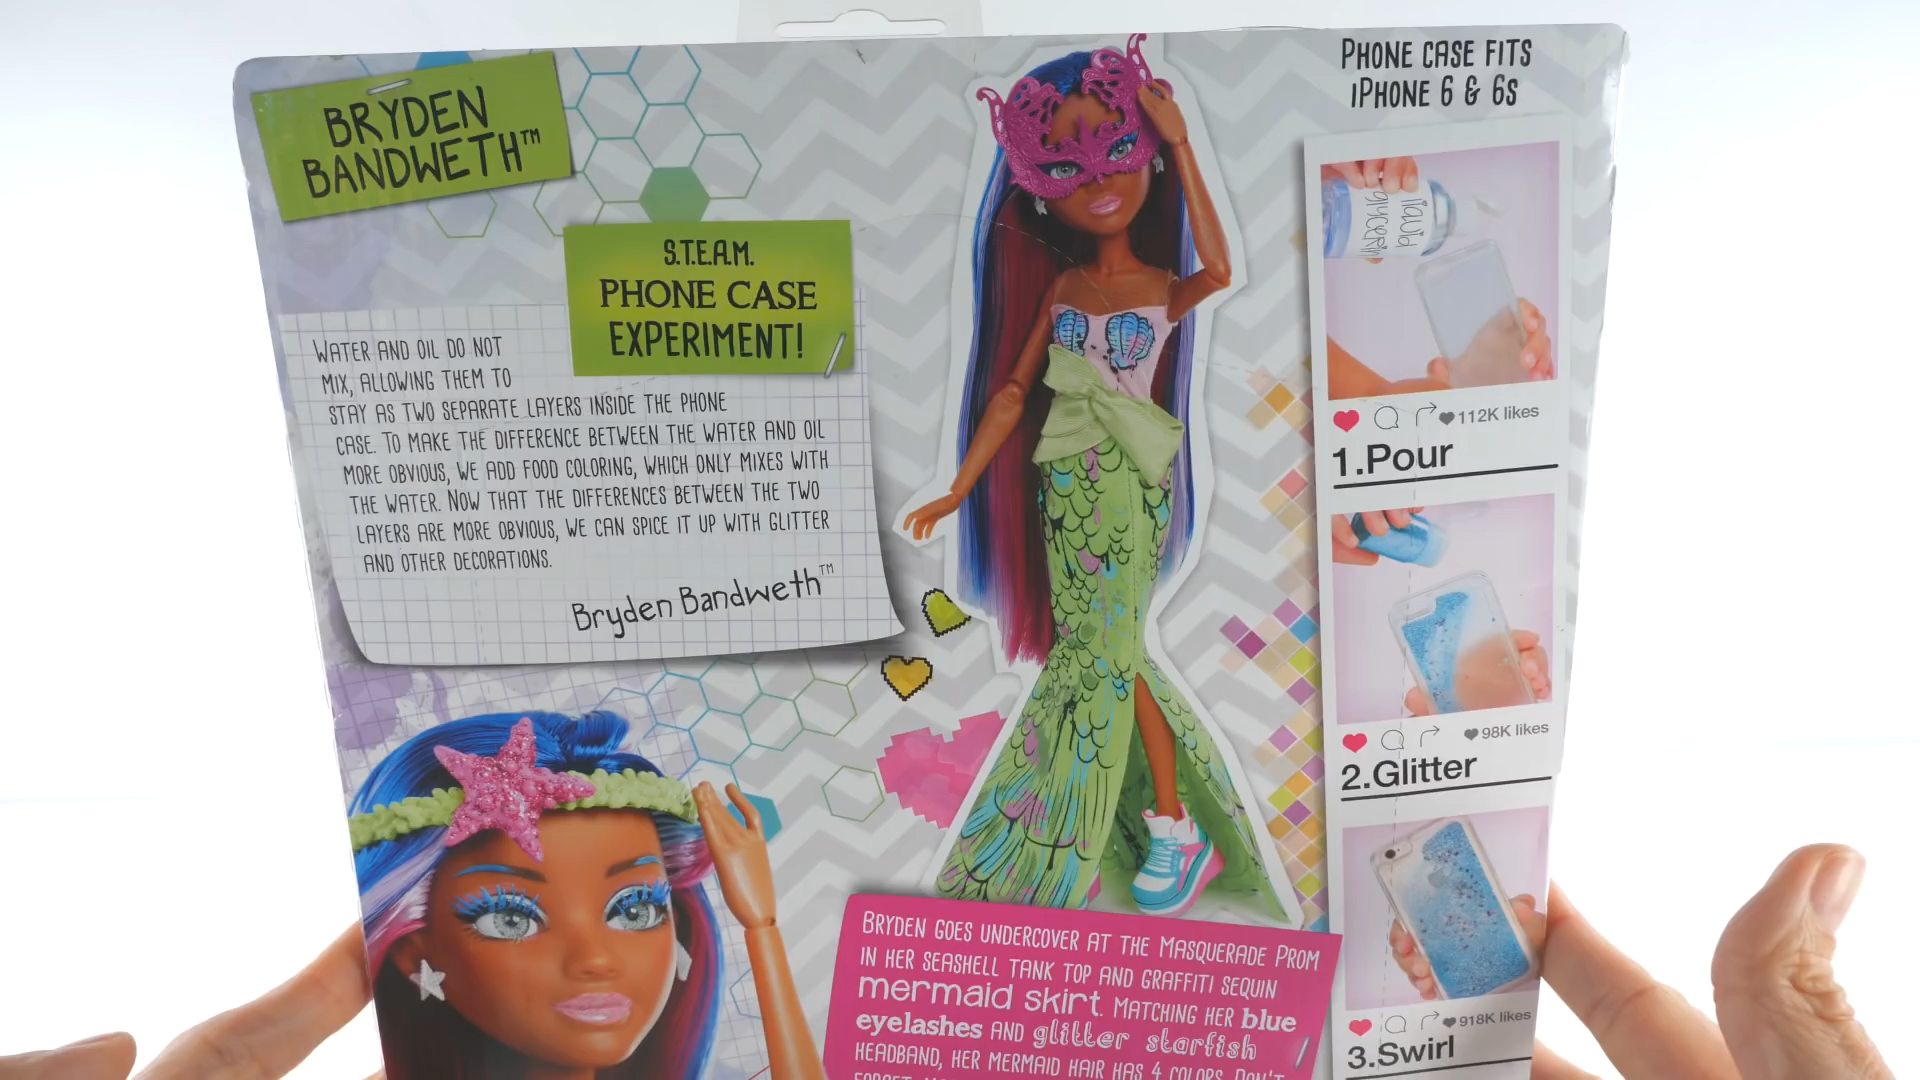 BRYDEN
BANDWETH™
S.T.E.A.M.
PHONE CASE
EXPERIMENT!
WATER AND OIL DO NOT
MIX, ALLOWING THEM TO
STAY AS TWO SEPARATE LAYERS INSIDE THE PHONE
CASE. TO MAKE THE DIFFERENCE BETWEEN THE WATER AND OIL
MORE OBVIOUS, WE ADD FOOD COLORING, WHICH ONLY MIXES WITH
THE WATER. NOW THAT THE DIFFERENCES BETWEEN THE TWO
LAYERS ARE MORE OBVIOUS, WE CAN SPICE IT UP WITH GLITTER
AND OTHER DECORATIONS.
Bryden Bandweth™
BRYDEN GOES UNDERCOVER AT THE MASQUERADE PROM
IN HER SEASHELL TANK TOP AND GRAFFITI SEQUIN
mermaid skirt. MATCHING HER blue
eyelashes AND glitter starfish
HEADBAND, HER MERMAID HAIR HAS 4 COLORS. DON'T
PHONE CASE FITS
iPHONE 6 & 6s
liquid
glycerin
112K likes
1.Pour
98K likes
2.Glitter
918K likes
3.Swirl